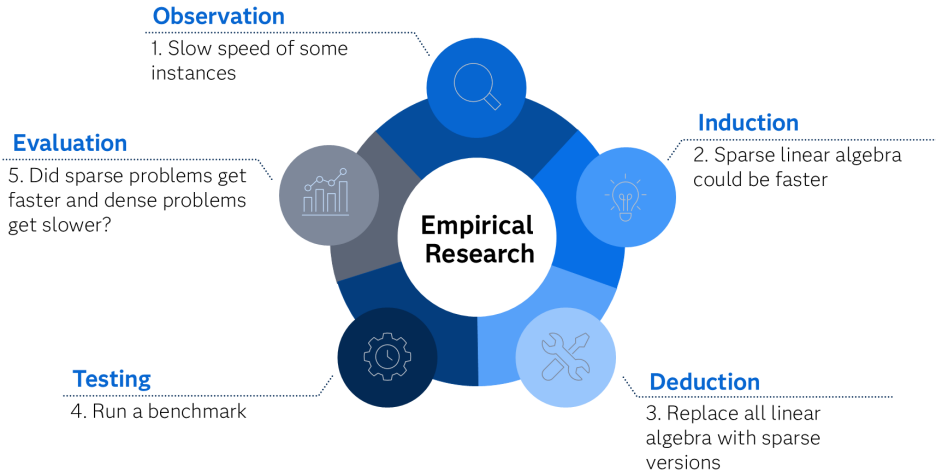 Observation
1. Slow speed of some
instances
Induction
2. Sparse linear algebra
could be faster
Deduction
3. Replace all linear
algebra with sparse
versions
Testing
4. Run a benchmark
Evaluation
5. Did sparse problems get
faster and dense problems
get slower?
Empirical
Research